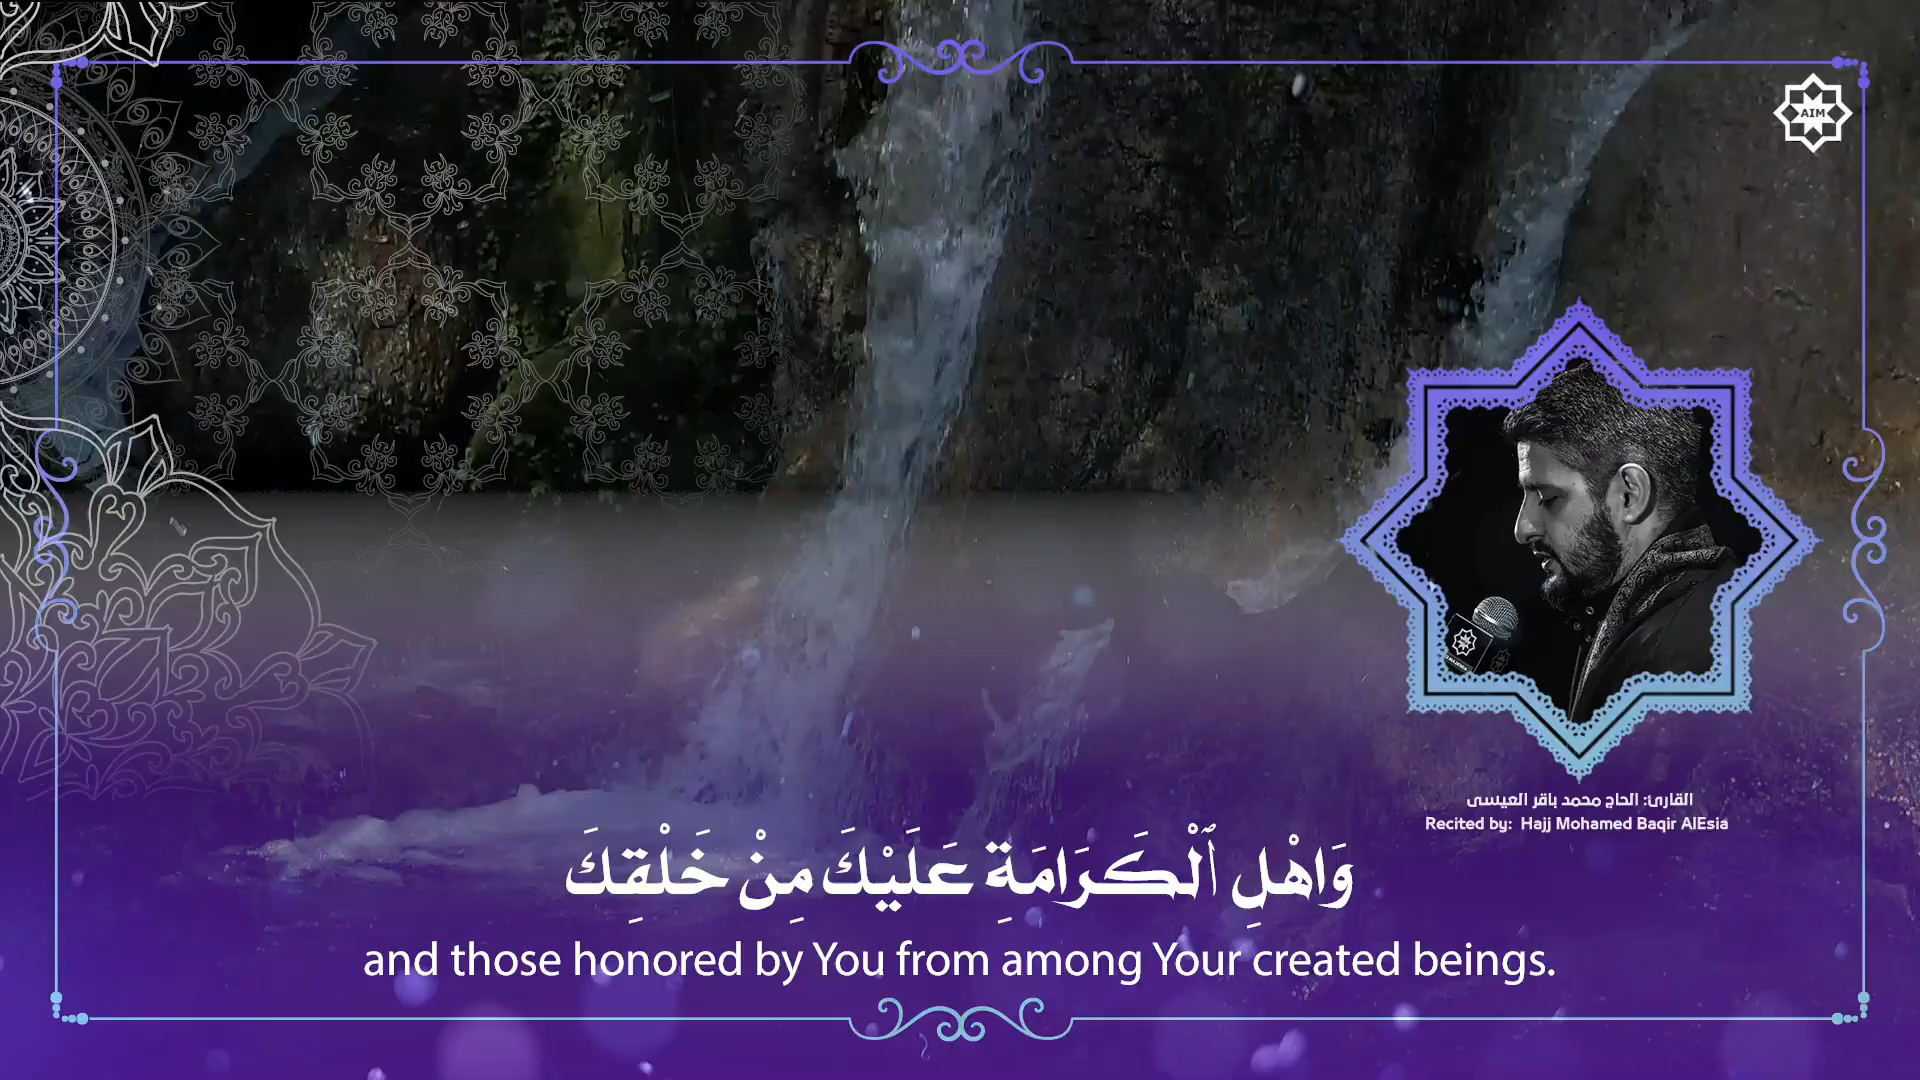 AIM
القارئ: الحاج محمد باقر العيسى
Recited by: Hajj Mohamed Baqir AlEsia
وَاهْلِ ٱلْكَرَامَةِ عَلَيْكَ مِنْ خَلْقِكَ
and those honored by You from among Your created beings.